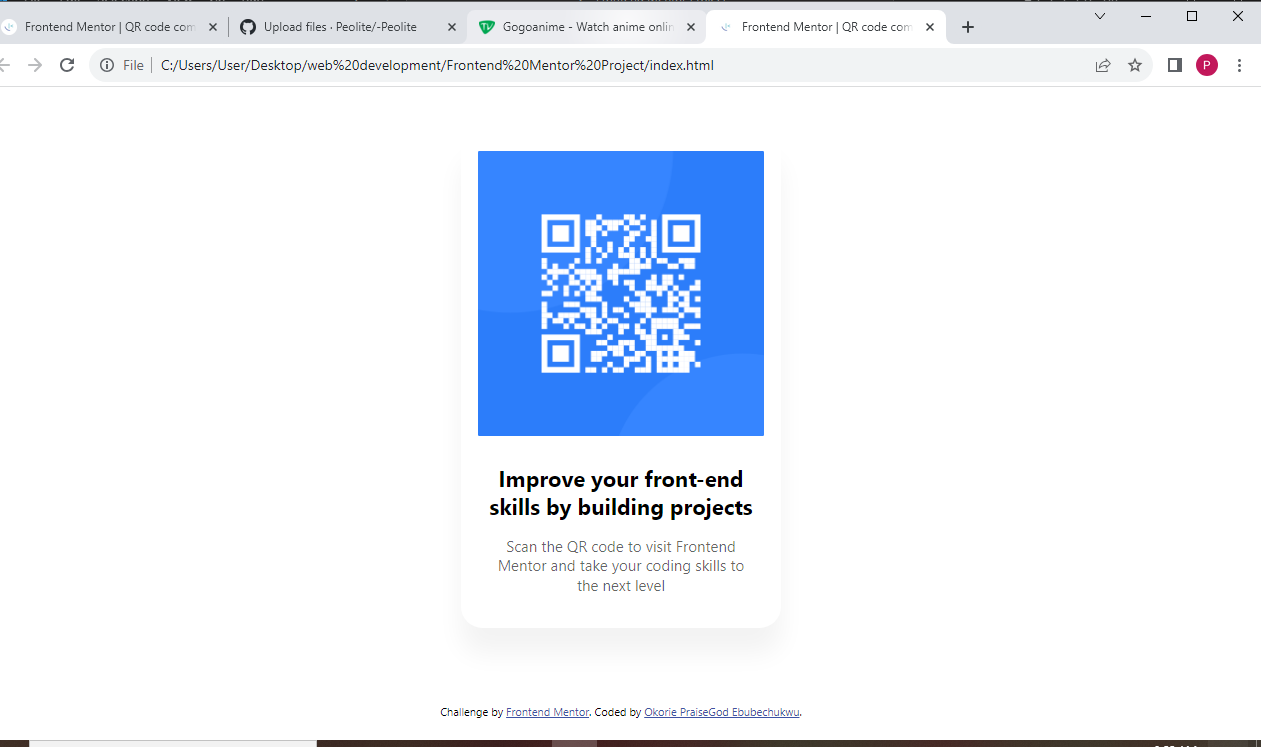 Frontend Mentor | QR code com
Upload files · Peolite/-Peolite
Gogoanime - Watch anime onlin
Frontend Mentor | QR code com
File
C:/Users/User/Desktop/web%20development/Frontend%20Mentor%20Project/index.html
P
Improve your front-end
skills by building projects
Scan the QR code to visit Frontend
Mentor and take your coding skills to
the next level
Challenge by Frontend Mentor. Coded by Okorie PraiseGod Ebubechukwu.